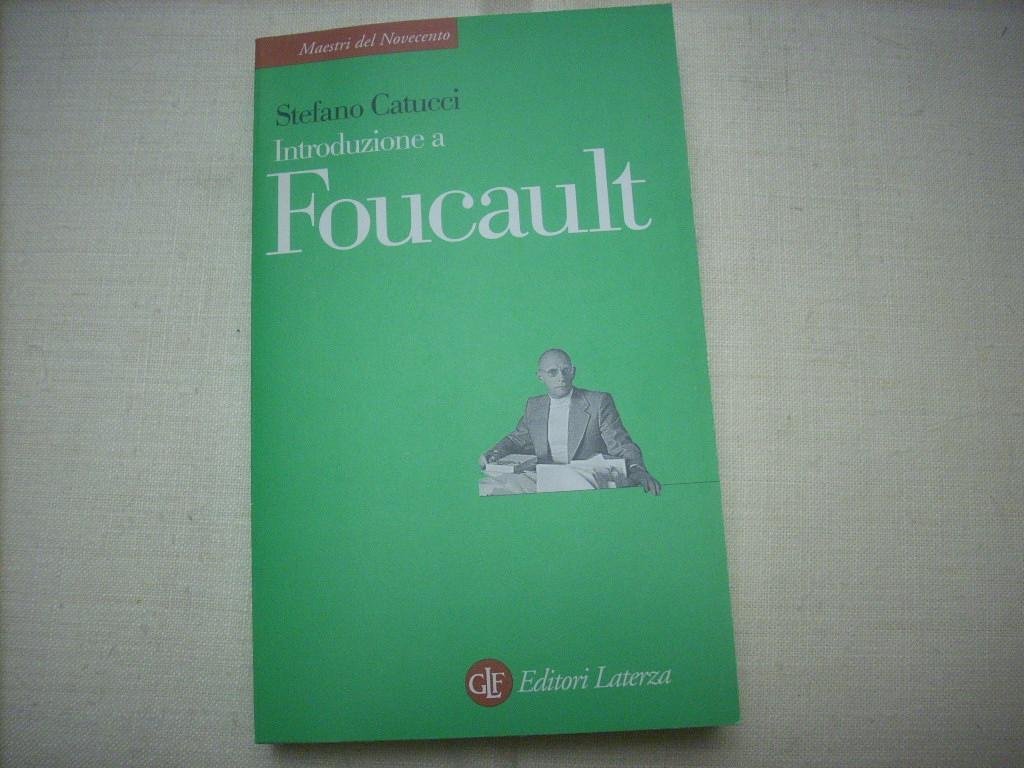 Maestri del Novecento
Stefano Catucci
Introduzione a
Foucault
GLF Editori Laterza